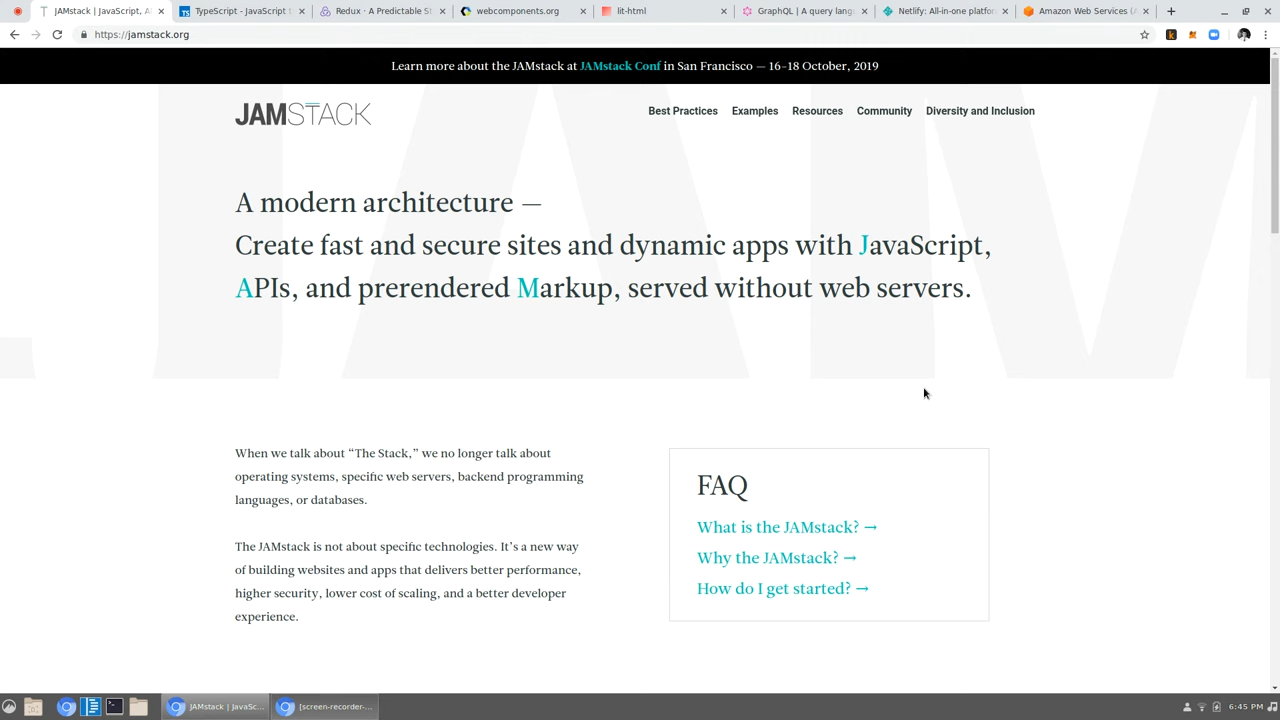 JAMstack | JavaScript, A
TypeScript - JavaScript t
Redux · A Predictable St
webcomponents.org
lit-html
GraphQL | A query lang
Netlify: All-in-one platfor
Amazon Web Services (A
https://jamstack.org
Learn more about the JAMstack at JAMstack Conf in San Francisco — 16–18 October, 2019
JAMSTACK
Best Practices
Examples
Resources
Community
Diversity and Inclusion
A modern architecture —
Create fast and secure sites and dynamic apps with JavaScript,
APIs, and prerendered Markup, served without web servers.
When we talk about “The Stack,” we no longer talk about
operating systems, specific web servers, backend programming
languages, or databases.
The JAMstack is not about specific technologies. It’s a new way
of building websites and apps that delivers better performance,
higher security, lower cost of scaling, and a better developer
experience.
FAQ
What is the JAMstack? →
Why the JAMstack? →
How do I get started? →
JAMstack | JavaSc...
[screen-recorder-...
6:45 PM